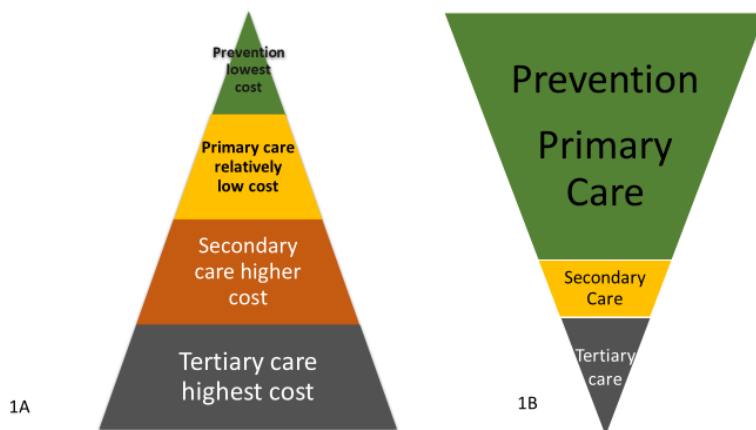 Prevention
lowest
cost
Primary care
relatively
low cost
Secondary
care higher
cost
Tertiary care
highest cost
1A
Prevention
Primary
Care
Secondary
Care
Tertiary
care
1B